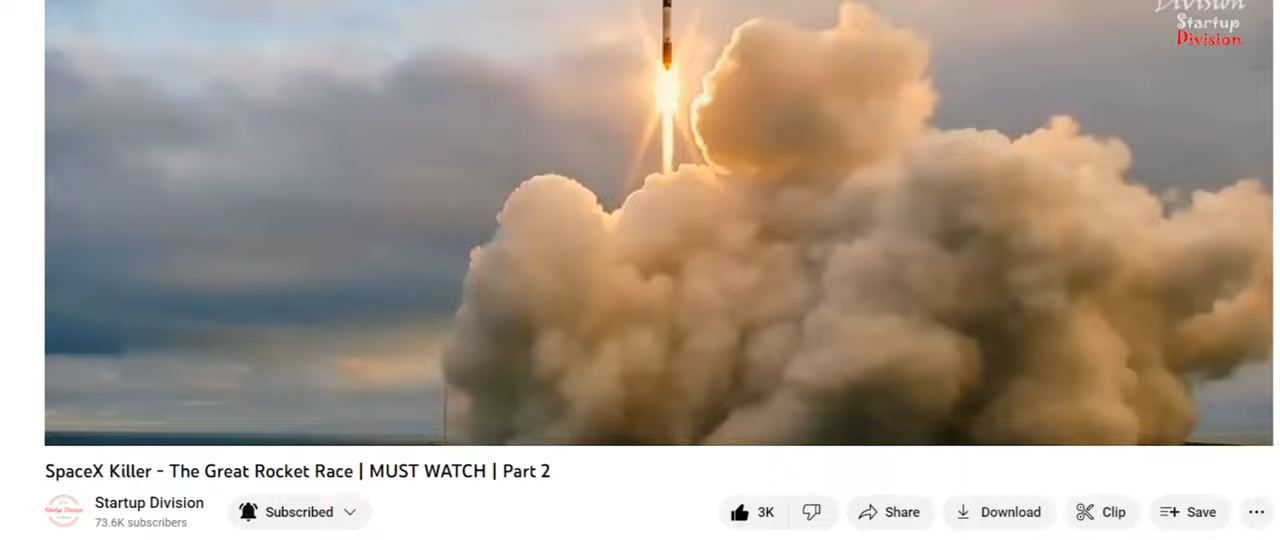 Division
Startup
Division
SpaceX Killer - The Great Rocket Race | MUST WATCH | Part 2
Startup Division
73.6K subscribers
Subscribed
3K
Share
Download
Clip
Save